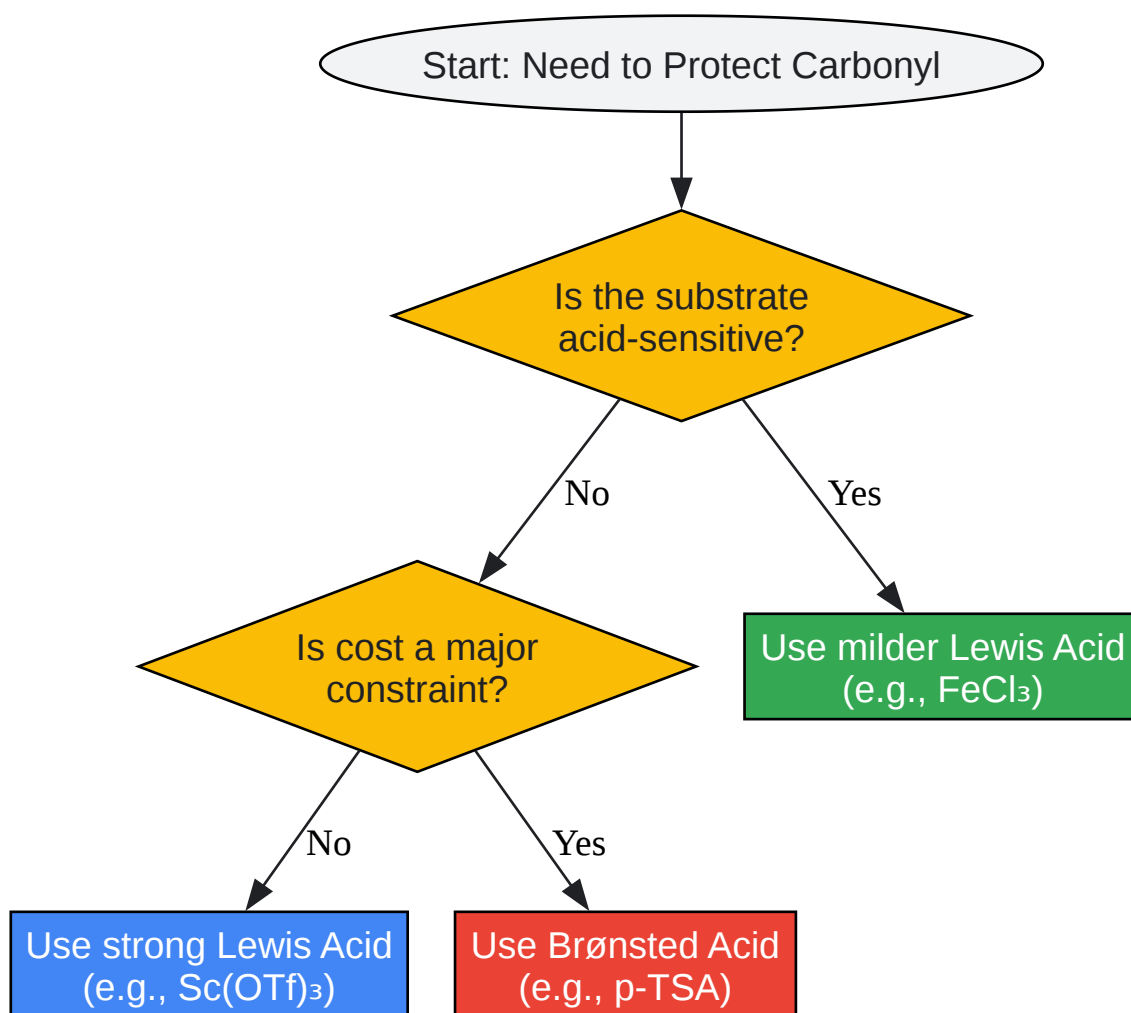 Start: Need to Protect Carbonyl
Is the substrate
acid-sensitive?
No
Yes
Is cost a major
constraint?
Use milder Lewis Acid
(e.g., FeCl₃)
No
Yes
Use strong Lewis Acid
(e.g., Sc(OTf)₃)
Use Brønsted Acid
(e.g., p-TSA)